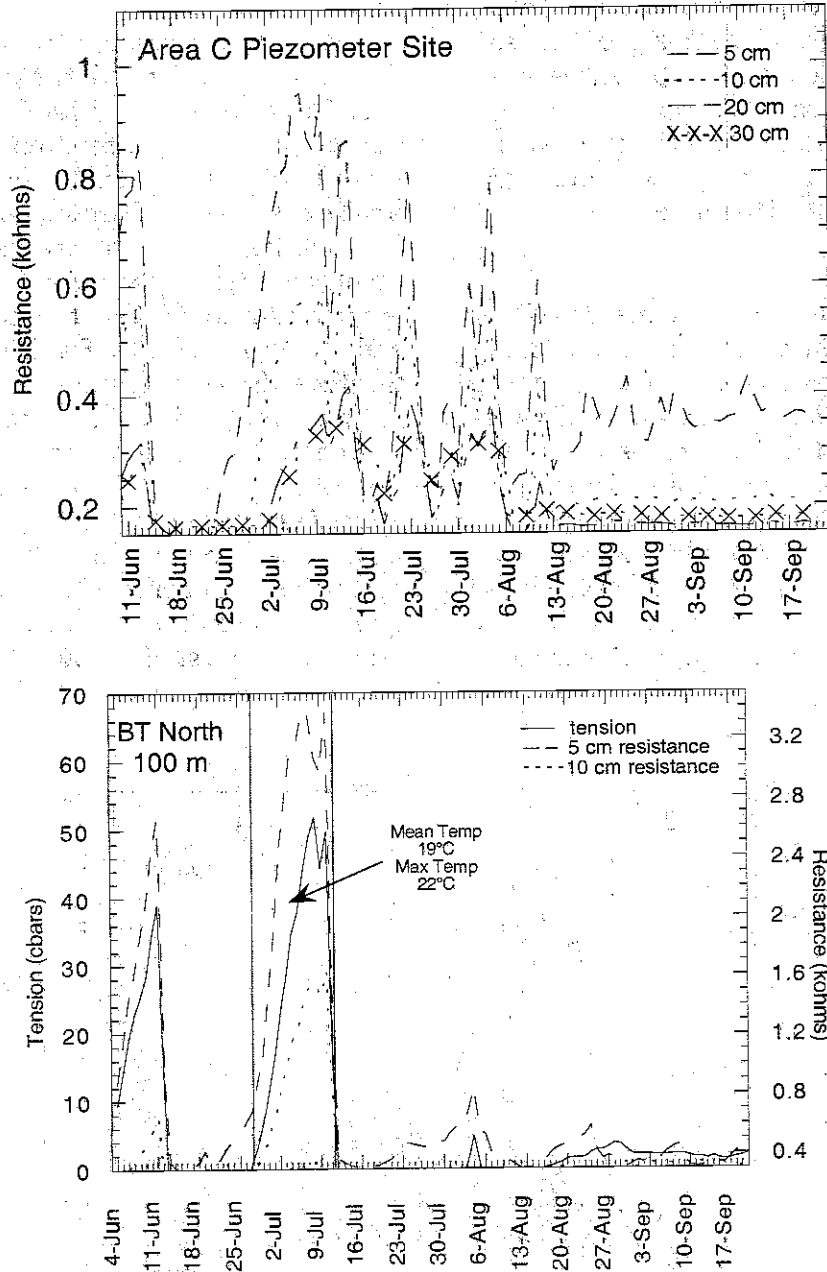 Area C Piezometer Site
5 cm
10 cm
20 cm
X-X-X 30 cm
1
0.8
0.6
0.4
0.2
Resistance (kohms)
11-Jun
18-Jun
25-Jun
2-Jul
9-Jul
16-Jul
23-Jul
30-Jul
6-Aug
13-Aug
20-Aug
27-Aug
3-Sep
10-Sep
17-Sep
BT North
100 m
tension
5 cm resistance
10 cm resistance
Mean Temp
19°C
Max Temp
22°C
70
60
50
40
30
20
10
0
Tension (cbars)
3.2
2.8
2.4
2
1.6
1.2
0.8
0.4
Resistance (kohms)
4-Jun
11-Jun
18-Jun
25-Jun
2-Jul
9-Jul
16-Jul
23-Jul
30-Jul
6-Aug
13-Aug
20-Aug
27-Aug
3-Sep
10-Sep
17-Sep